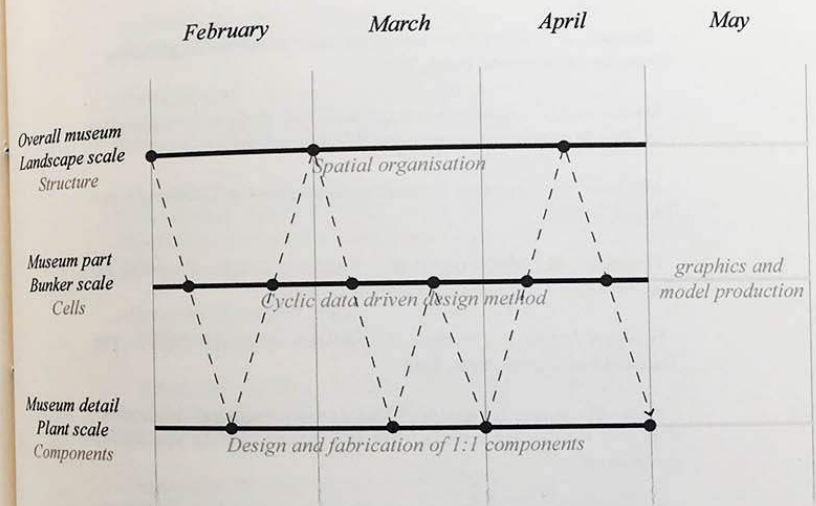 February March April May
Overall museum
Landscape scale
Structure
Spatial organisation
Museum part
Bunker scale
Cells
Cyclic data driven design method
graphics and
model production
Museum detail
Plant scale
Components
Design and fabrication of 1:1 components